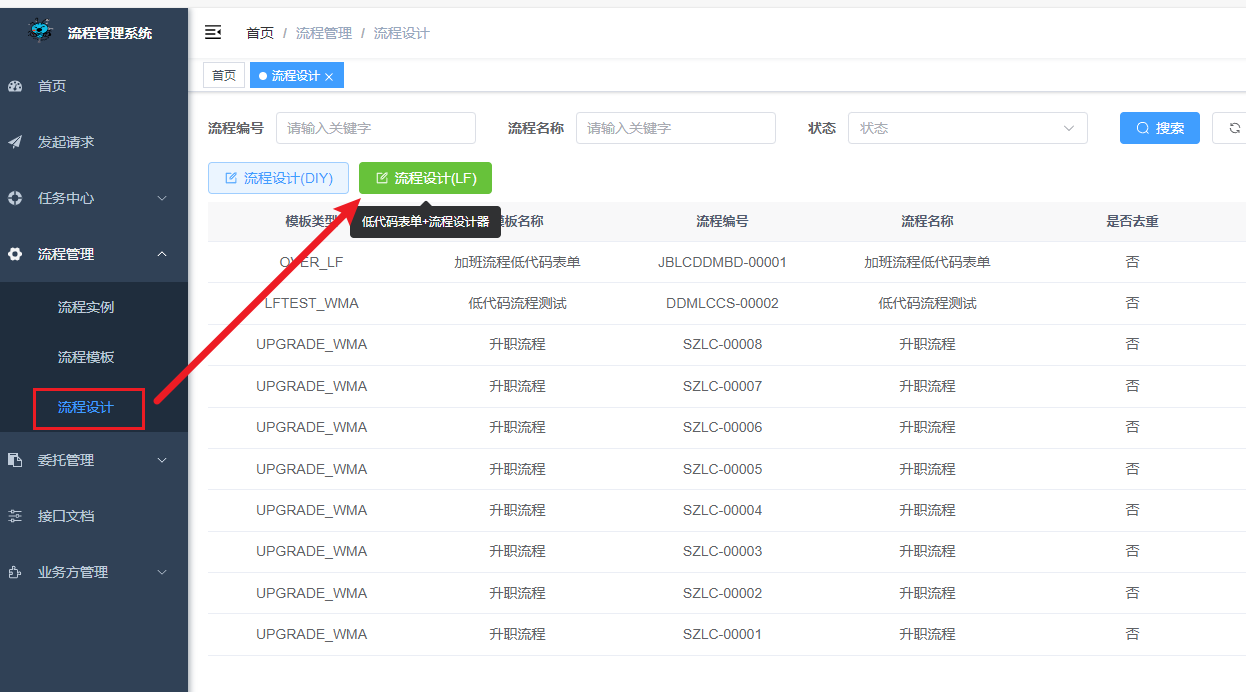 流程管理系统
首页
发起请求
任务中心
流程管理
流程实例
流程模板
流程设计
委托管理
接口文档
业务方管理
首页 / 流程管理 / 流程设计
首页 流程设计 ×
流程编号 请输入关键字 流程名称 请输入关键字 状态 状态 搜索
流程设计(DIY) 流程设计(LF)
低代码表单+流程设计器
模板类型 模板名称 流程编号 流程名称 是否去重
OVER_LF 加班流程低代码表单 JBLCDDMBD-00001 加班流程低代码表单 否
LFTEST_WMA 低代码流程测试 DDMLCCS-00002 低代码流程测试 否
UPGRADE_WMA 升职流程 SZLC-00008 升职流程 否
UPGRADE_WMA 升职流程 SZLC-00007 升职流程 否
UPGRADE_WMA 升职流程 SZLC-00006 升职流程 否
UPGRADE_WMA 升职流程 SZLC-00005 升职流程 否
UPGRADE_WMA 升职流程 SZLC-00004 升职流程 否
UPGRADE_WMA 升职流程 SZLC-00003 升职流程 否
UPGRADE_WMA 升职流程 SZLC-00002 升职流程 否
UPGRADE_WMA 升职流程 SZLC-00001 升职流程 否